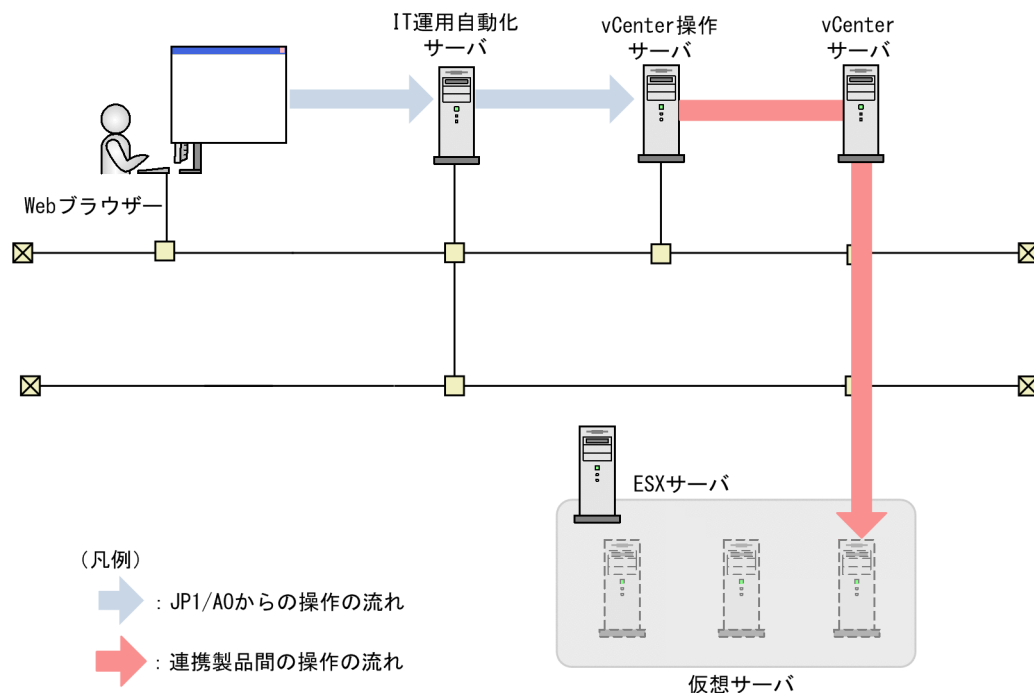 IT運用自動化
サーバ
vCenter操作
サーバ
vCenter
サーバ
Webブラウザー
ESXサーバ
(凡例)
：JP1/AOからの操作の流れ
：連携製品間の操作の流れ
仮想サーバ